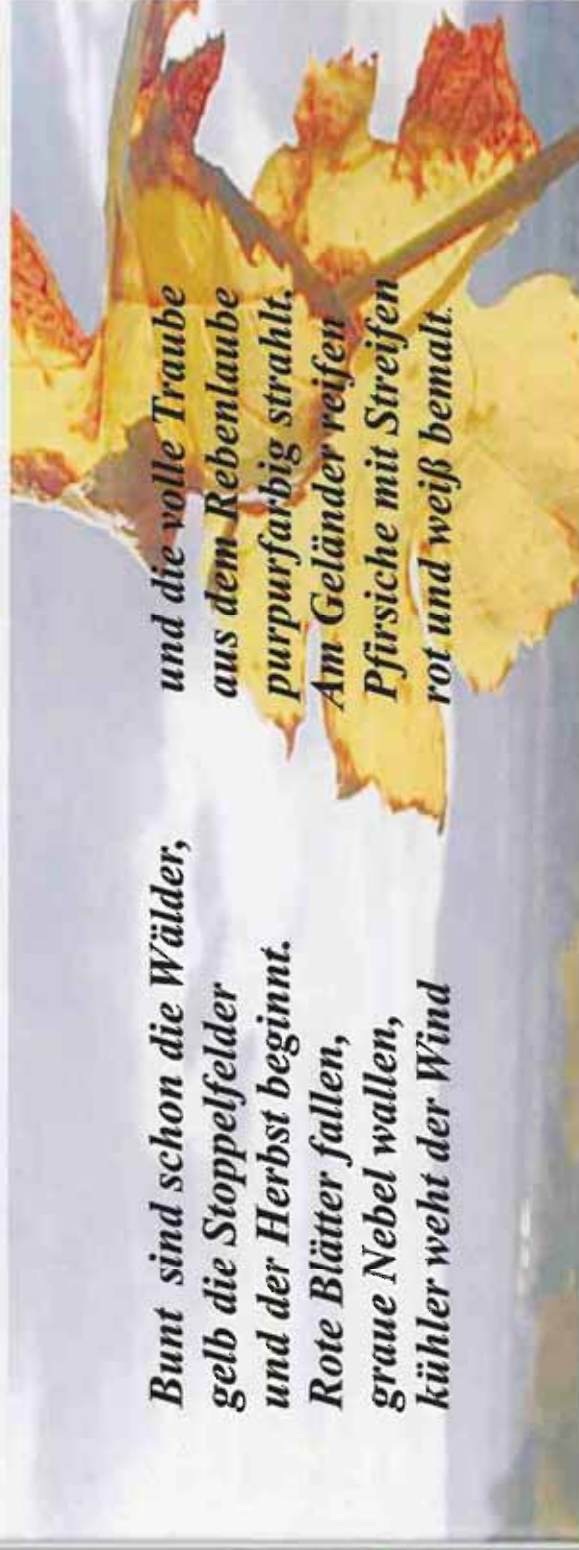 Bunt sind schon die Wälder,
gelb die Stoppelfelder
und der Herbst beginnt.
Rote Blätter fallen,
graue Nebel wallen,
kühler weht der Wind
und die volle Traube
aus dem Rebenlaube
purpurfarbig strahlt.
Am Geländer reifen
Pfirsiche mit Streifen
rot und weiß bemalt